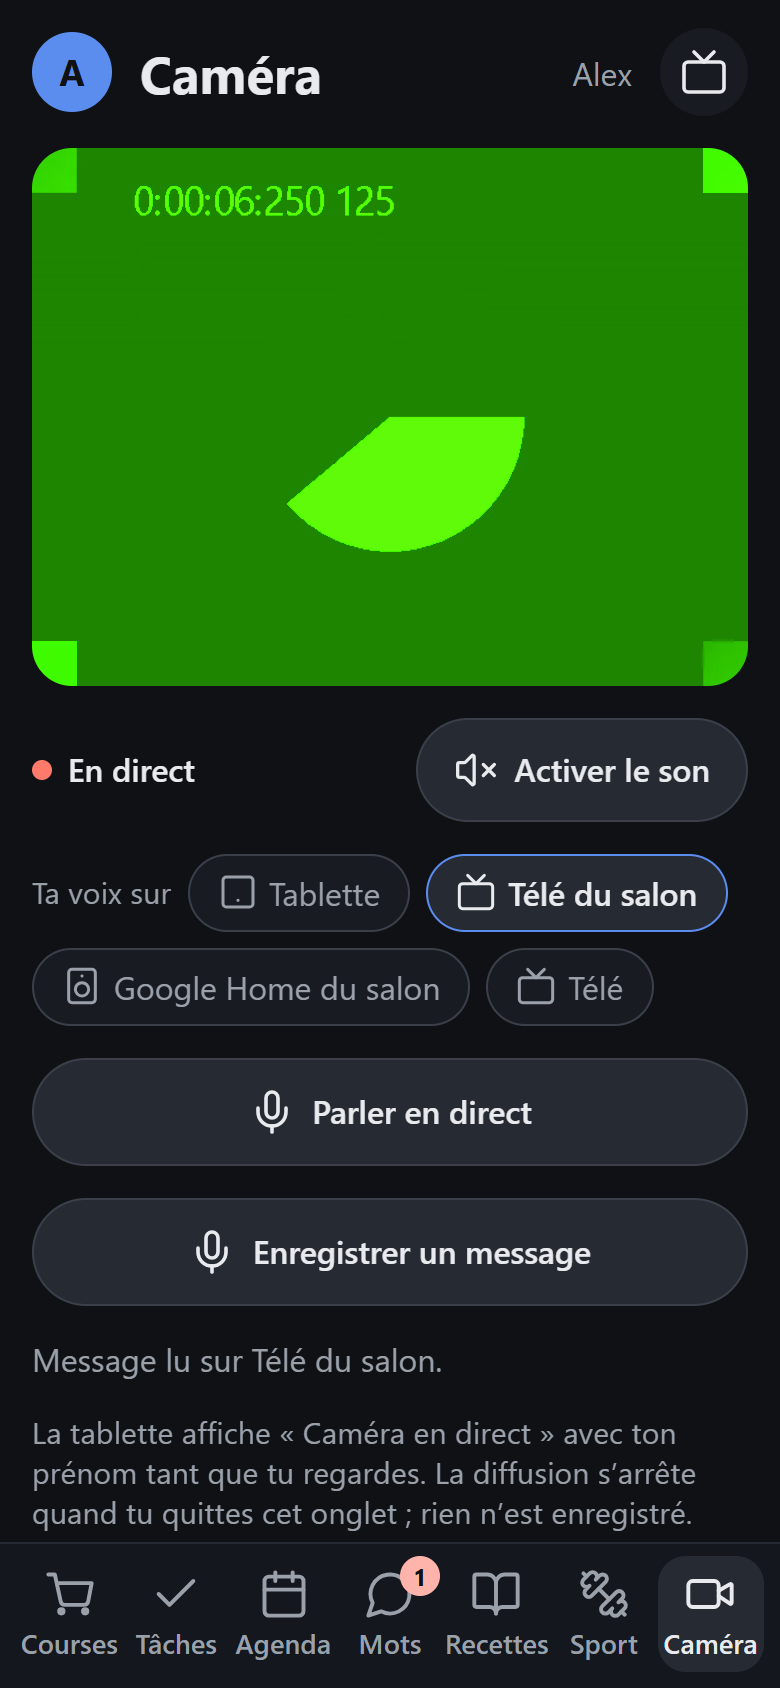 A
Caméra
Alex
0:00:06:250 125
En direct
Activer le son
Ta voix sur
Tablette
Télé du salon
Google Home du salon
Télé
Parler en direct
Enregistrer un message
Message lu sur Télé du salon.
La tablette affiche « Caméra en direct » avec ton
prénom tant que tu regardes. La diffusion s’arrête
quand tu quittes cet onglet ; rien n’est enregistré.
1
Courses
Tâches
Agenda
Mots
Recettes
Sport
Caméra